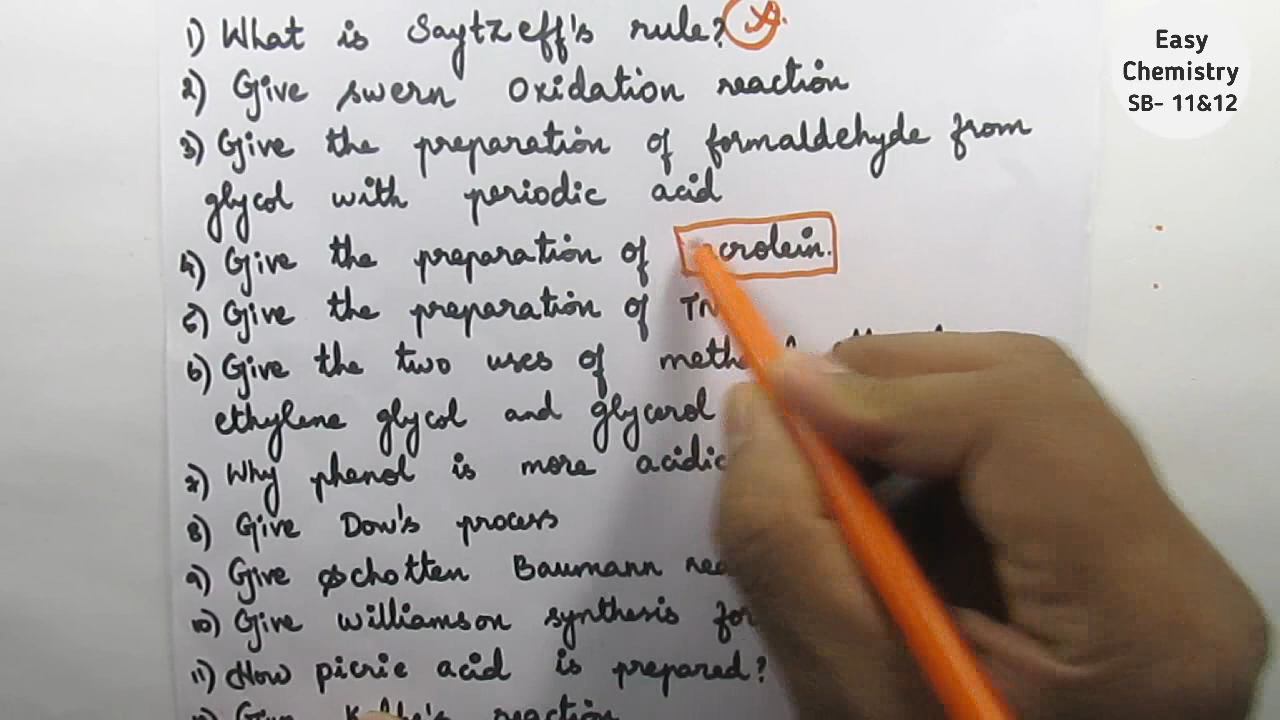 1) What is Saytzeff's rule?
Easy
Chemistry
SB- 11&12
2) Give swern oxidation reaction
3) Give the preparation of formaldehyde from
glycol with periodic acid
4) Give the preparation of acrolein.
5) Give the preparation of
6) Give the two uses of
ethylene glycol and glycerol
7) Why phenol is more acidic
8) Give Dow's process
9) Give schotten Baumann
10) Give williamson synthesis
11) How picric acid is prepared?
reaction